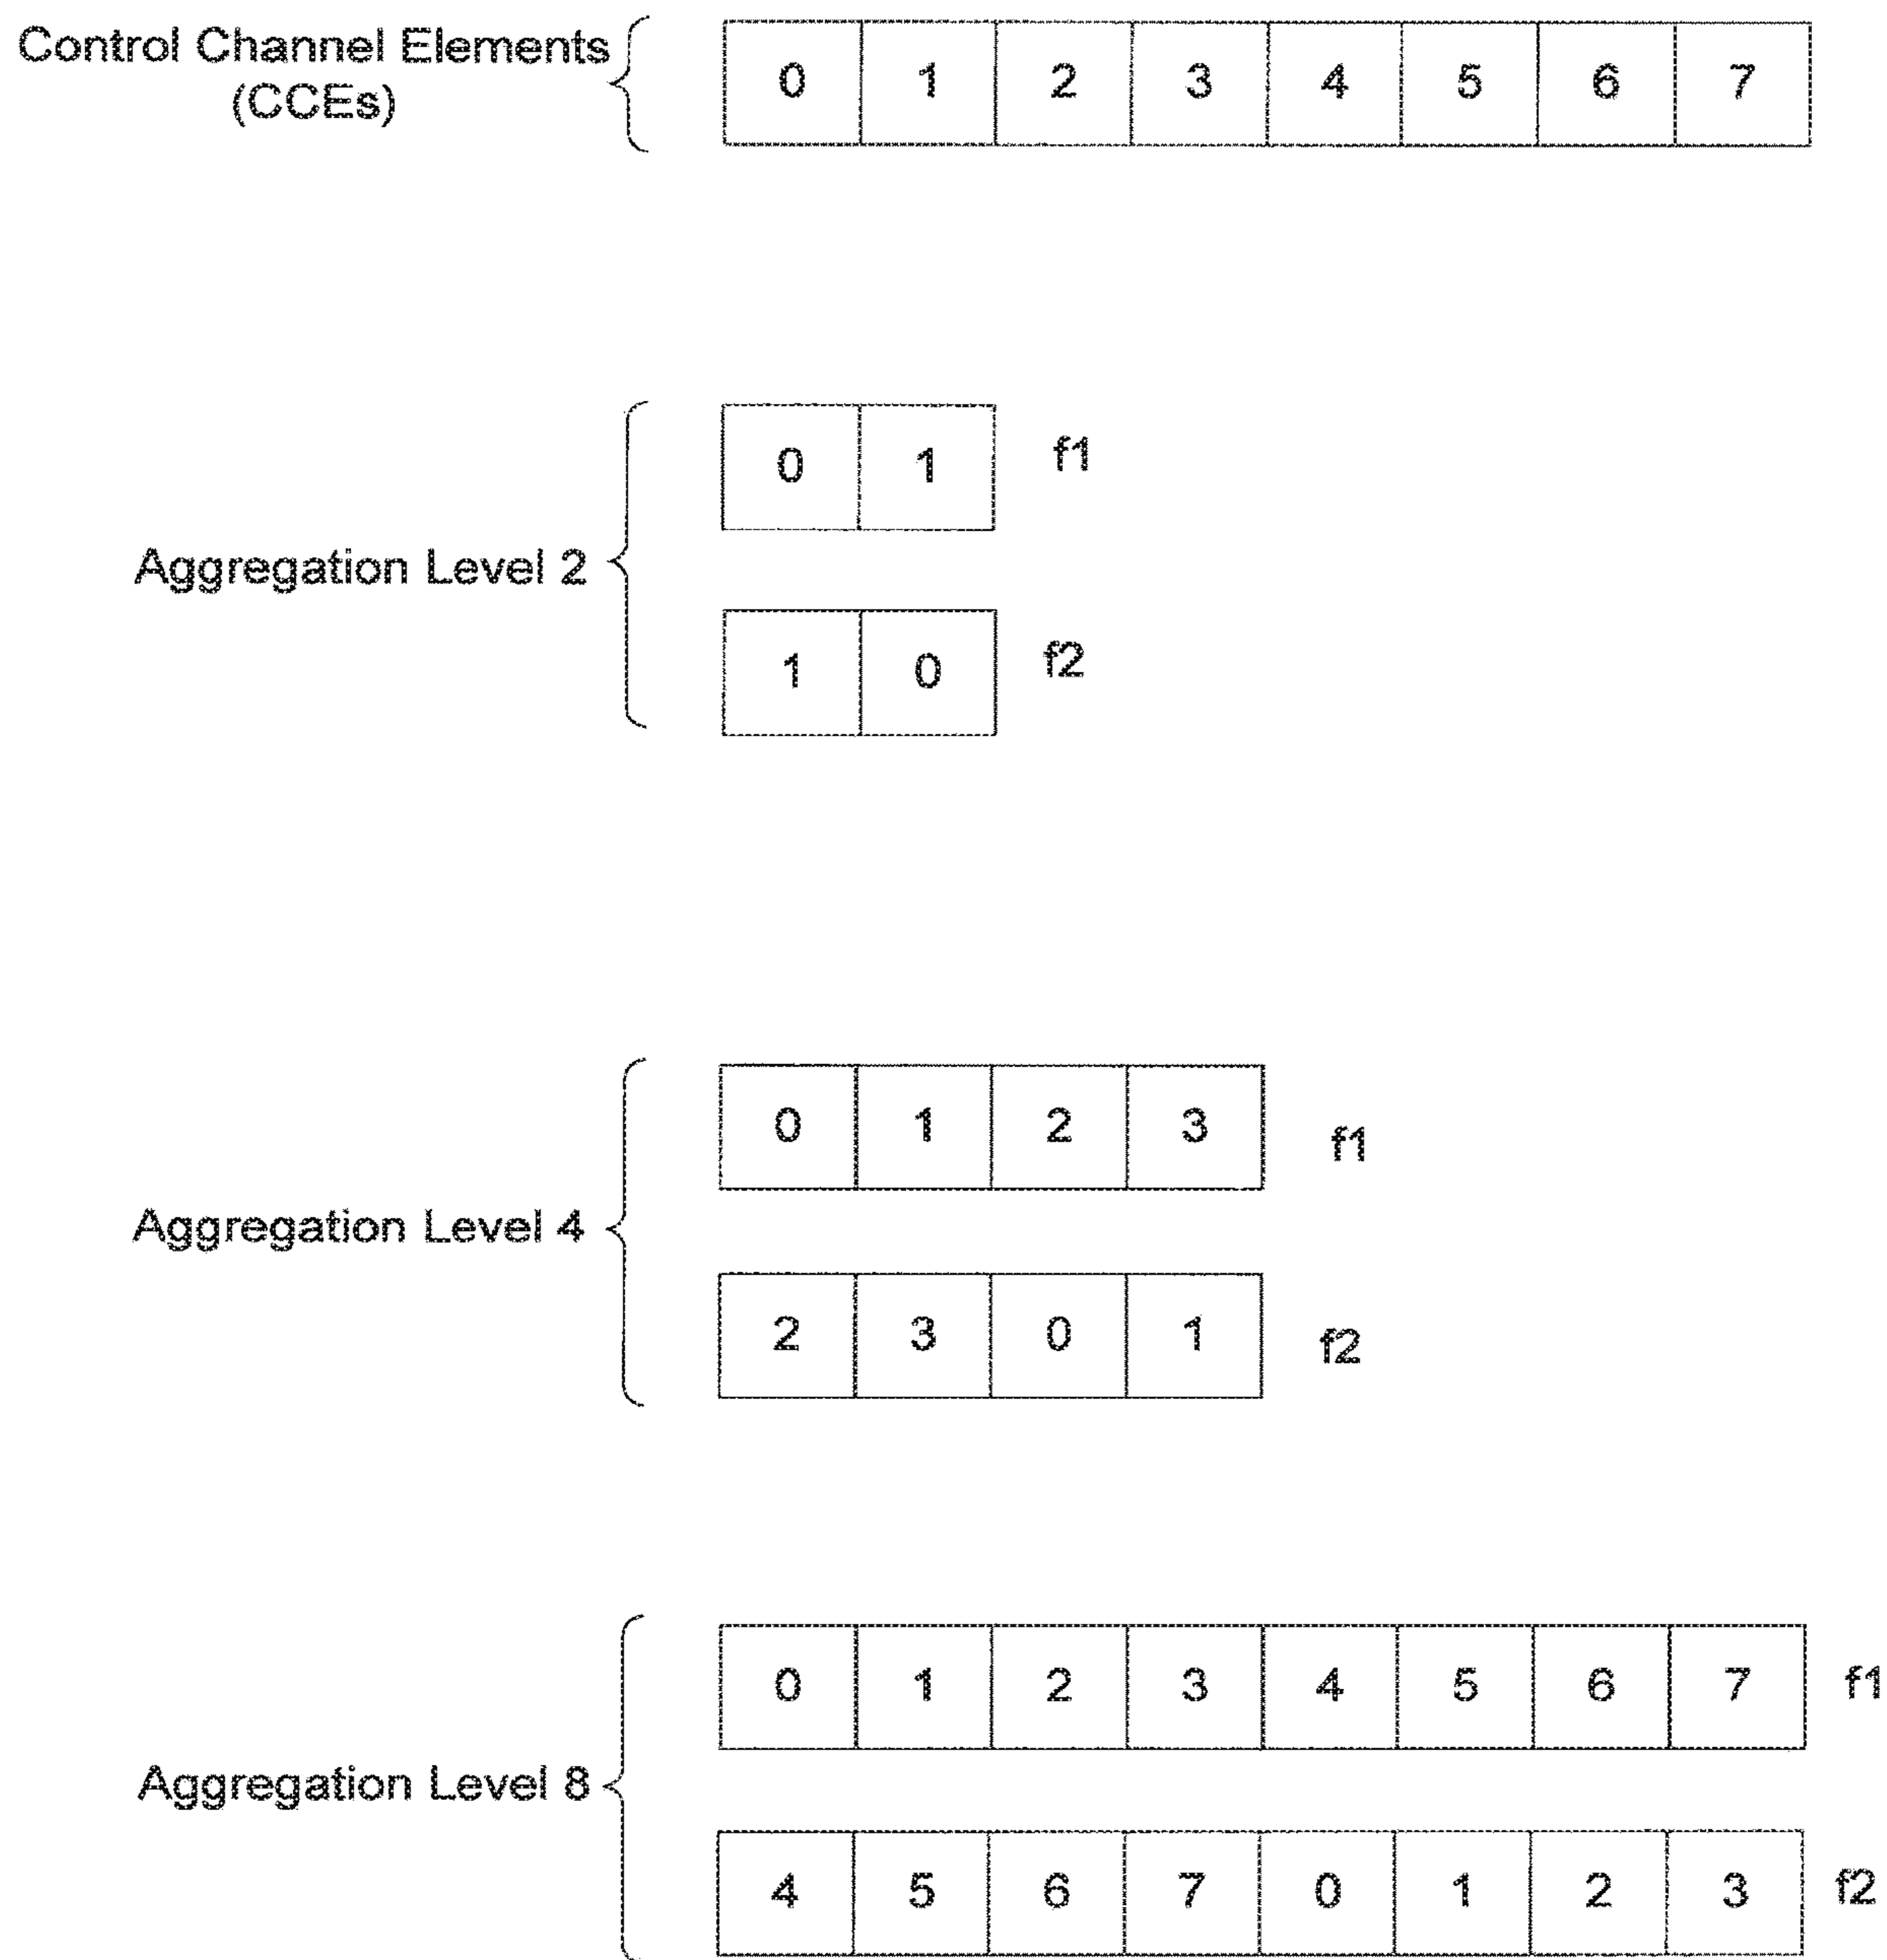 Control Channel Elements
(CCEs)
0 1 2 3 4 5 6 7
Aggregation Level 2
0 1 f1
1 0 f2
Aggregation Level 4
0 1 2 3 f1
2 3 0 1 f2
Aggregation Level 8
0 1 2 3 4 5 6 7 f1
4 5 6 7 0 1 2 3 f2